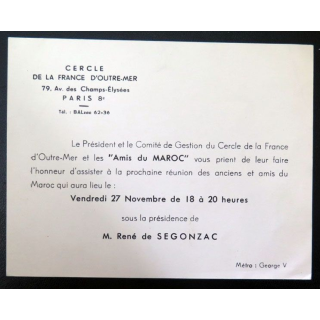 CERCLE
DE LA FRANCE D'OUTRE-MER
79, Av. des Champs-Élysées
PARIS 8e
Tél. : BALzac 62-36
Le Président et le Comité de Gestion du Cercle de la France
d'Outre-Mer et les "Amis du MAROC" vous prient de leur faire
l'honneur d'assister à la prochaine réunion des anciens et amis du
Maroc qui aura lieu le :
Vendredi 27 Novembre de 18 à 20 heures
sous la présidence de
M. René de SEGONZAC
Métro : George V